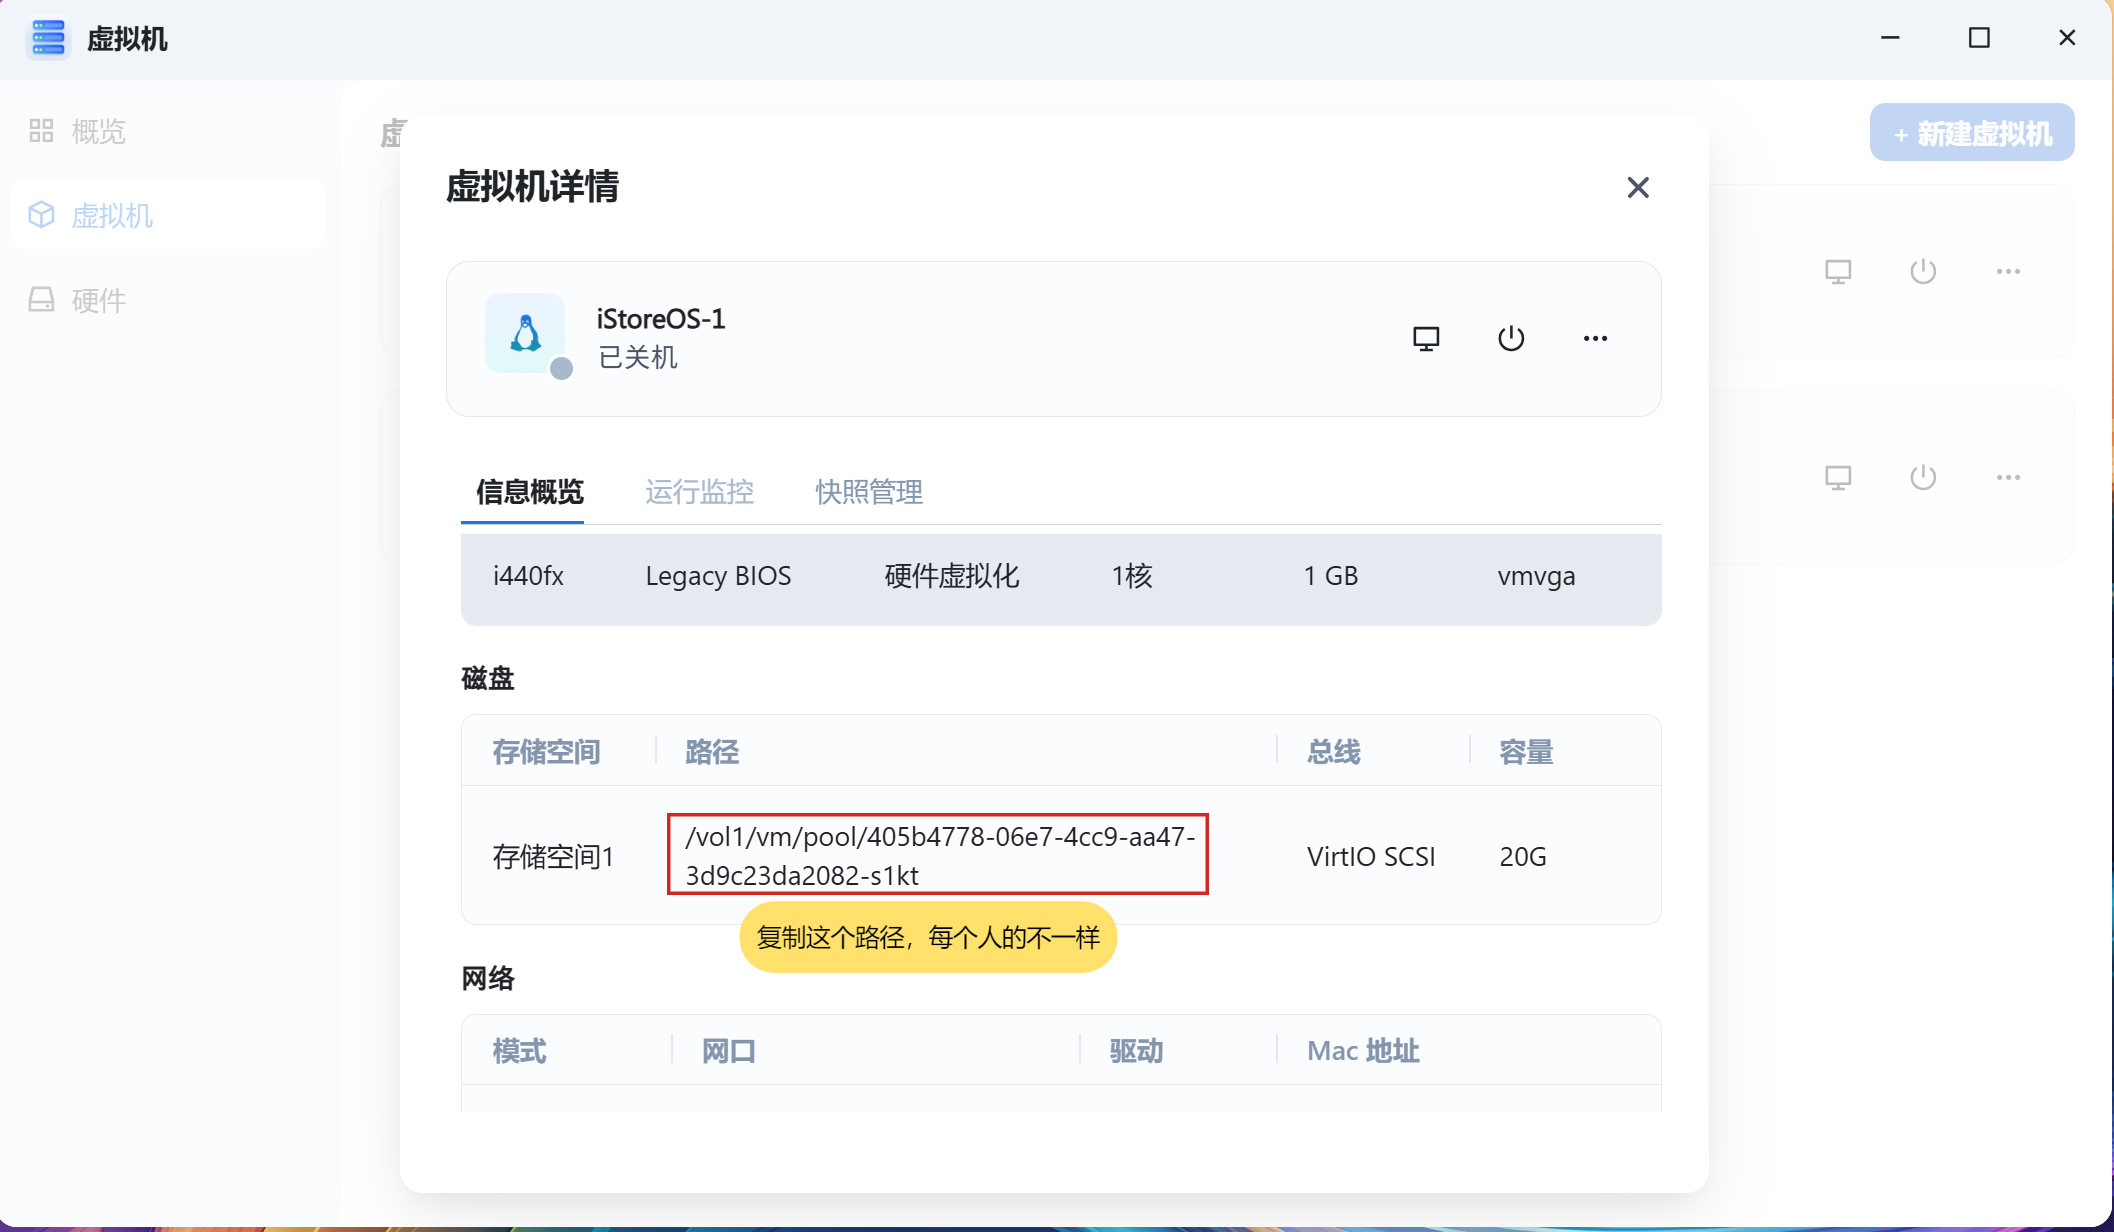 虚拟机
概览
虚
+ 新建虚拟机
虚拟机详情
虚拟机
iStoreOS-1
硬件
已关机
信息概览 运行监控 快照管理
i440fx Legacy BIOS 硬件虚拟化 1核 1 GB vmvga
磁盘
存储空间 路径 总线 容量
/vol1/vm/pool/405b4778-06e7-4cc9-aa47-
存储空间1 VirtIO SCSI 20G
3d9c23da2082-s1kt
复制这个路径，每个人的不一样
网络
模式 网口 驱动 Mac 地址